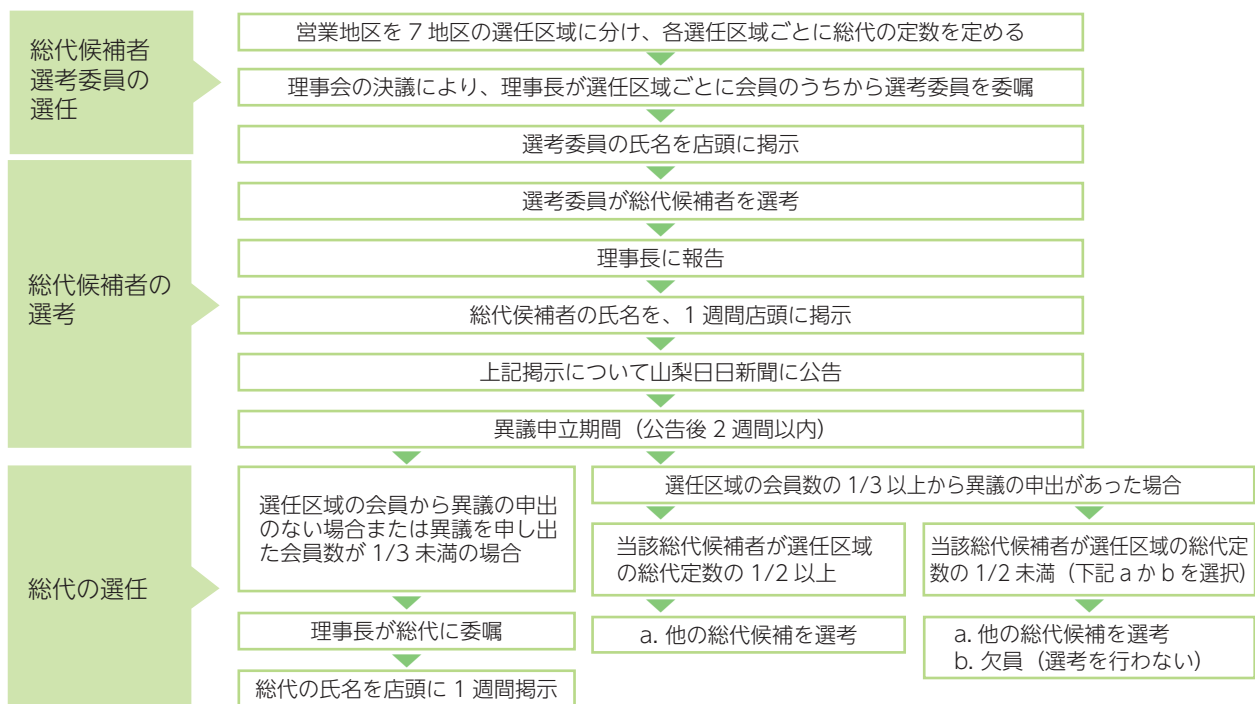 総代候補者
選考委員の
選任
営業地区を 7 地区の選任区域に分け、各選任区域ごとに総代の定数を定める
理事会の決議により、理事長が選任区域ごとに会員のうちから選考委員を委嘱
選考委員の氏名を店頭に掲示
総代候補者の
選考
選考委員が総代候補者を選考
理事長に報告
総代侯補者の氏名を、1 週間店頭に掲示
上記掲示について山梨日日新聞に公告
異議申立期間（公告後 2 週間以内）
総代の選任
選任区域の会員から異議の申出
のない場合または異議を申し出
た会員数が 1/3 未満の場合
理事長が総代に委嘱
総代の氏名を店頭に 1 週間掲示
選任区域の会員数の 1/3 以上から異議の申出があった場合
当該総代候補者が選任区域
の総代定数の 1/2 以上
a. 他の総代候補を選考
当該総代候補者が選任区域の総代定
数の 1/2 未満（下記 a か b を選択）
a. 他の総代候補を選考
b. 欠員（選考を行わない）